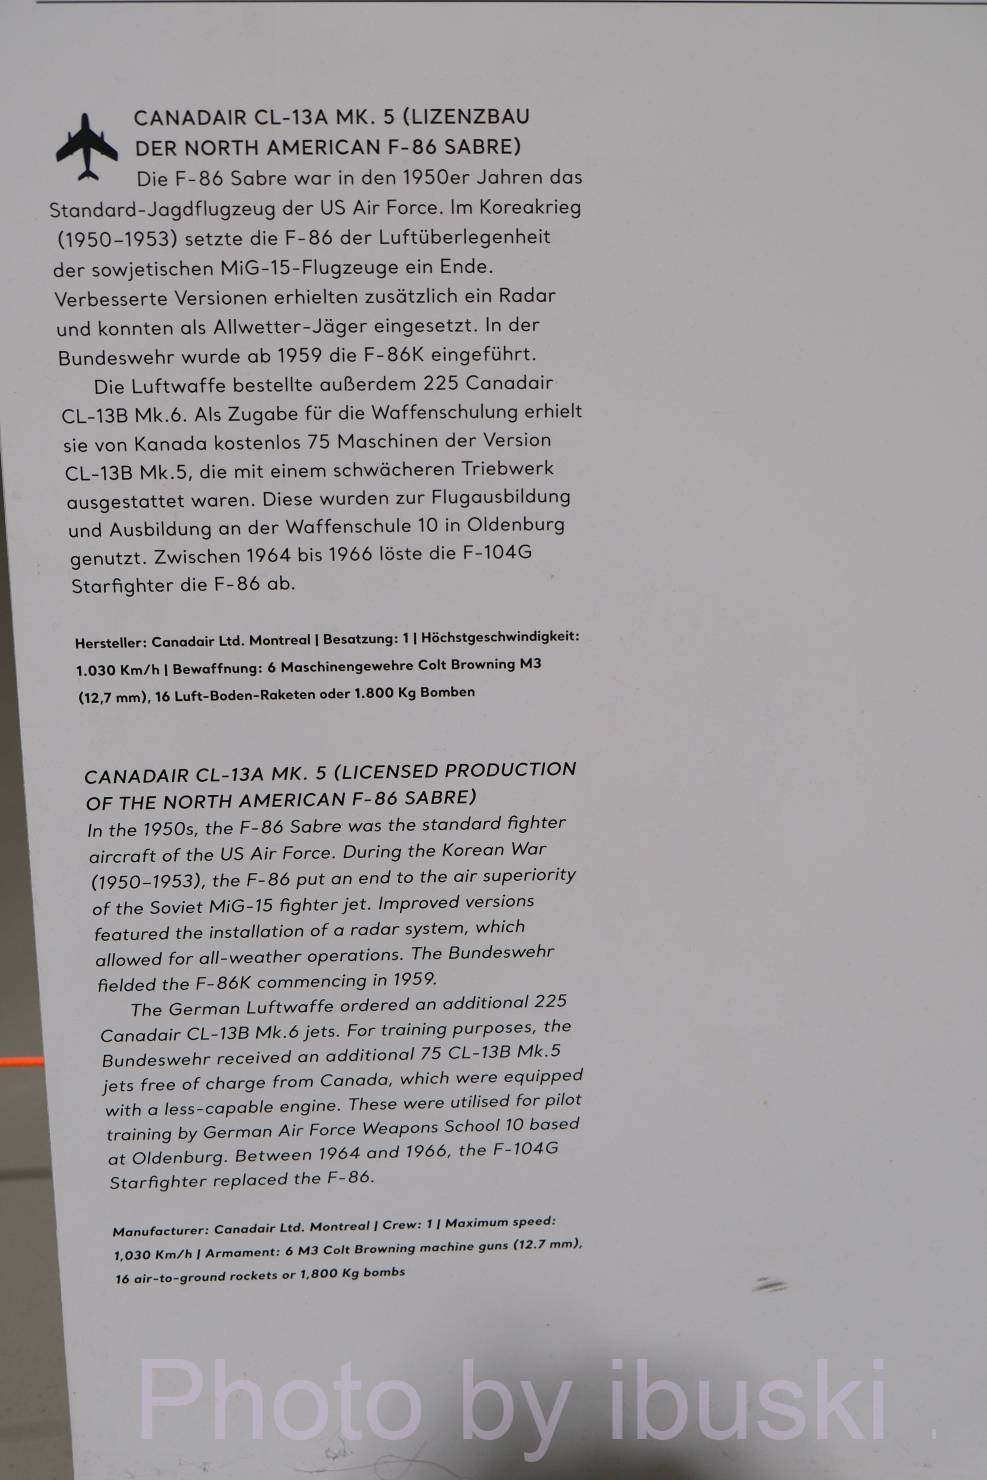 CANADAIR CL-13A MK. 5 (LIZENZBAU
DER NORTH AMERICAN F-86 SABRE)
Die F-86 Sabre war in den 1950er Jahren das
Standard-Jagdflugzeug der US Air Force. Im Koreakrieg
(1950–1953) setzte die F-86 der Luftüberlegenheit
der sowjetischen MiG-15-Flugzeuge ein Ende.
Verbesserte Versionen erhielten zusätzlich ein Radar
und konnten als Allwetter-Jäger eingesetzt. In der
Bundeswehr wurde ab 1959 die F-86K eingeführt.
Die Luftwaffe bestellte außerdem 225 Canadair
CL-13B Mk.6. Als Zugabe für die Waffenschulung erhielt
sie von Kanada kostenlos 75 Maschinen der Version
CL-13B Mk.5, die mit einem schwächeren Triebwerk
ausgestattet waren. Diese wurden zur Flugausbildung
und Ausbildung an der Waffenschule 10 in Oldenburg
genutzt. Zwischen 1964 bis 1966 löste die F-104G
Starfighter die F-86 ab.
Hersteller: Canadair Ltd. Montreal | Besatzung: 1 | Höchstgeschwindigkeit:
1.030 Km/h | Bewaffnung: 6 Maschinengewehre Colt Browning M3
(12,7 mm), 16 Luft-Boden-Raketen oder 1.800 Kg Bomben
CANADAIR CL-13A MK. 5 (LICENSED PRODUCTION
OF THE NORTH AMERICAN F-86 SABRE)
In the 1950s, the F-86 Sabre was the standard fighter
aircraft of the US Air Force. During the Korean War
(1950–1953), the F-86 put an end to the air superiority
of the Soviet MiG-15 fighter jet. Improved versions
featured the installation of a radar system, which
allowed for all-weather operations. The Bundeswehr
fielded the F-86K commencing in 1959.
The German Luftwaffe ordered an additional 225
Canadair CL-13B Mk.6 jets. For training purposes, the
Bundeswehr received an additional 75 CL-13B Mk.5
jets free of charge from Canada, which were equipped
with a less-capable engine. These were utilised for pilot
training by German Air Force Weapons School 10 based
at Oldenburg. Between 1964 and 1966, the F-104G
Starfighter replaced the F-86.
Manufacturer: Canadair Ltd. Montreal | Crew: 1 | Maximum speed:
1,030 Km/h | Armament: 6 M3 Colt Browning machine guns (12.7 mm),
16 air-to-ground rockets or 1,800 Kg bombs
Photo by ibuski